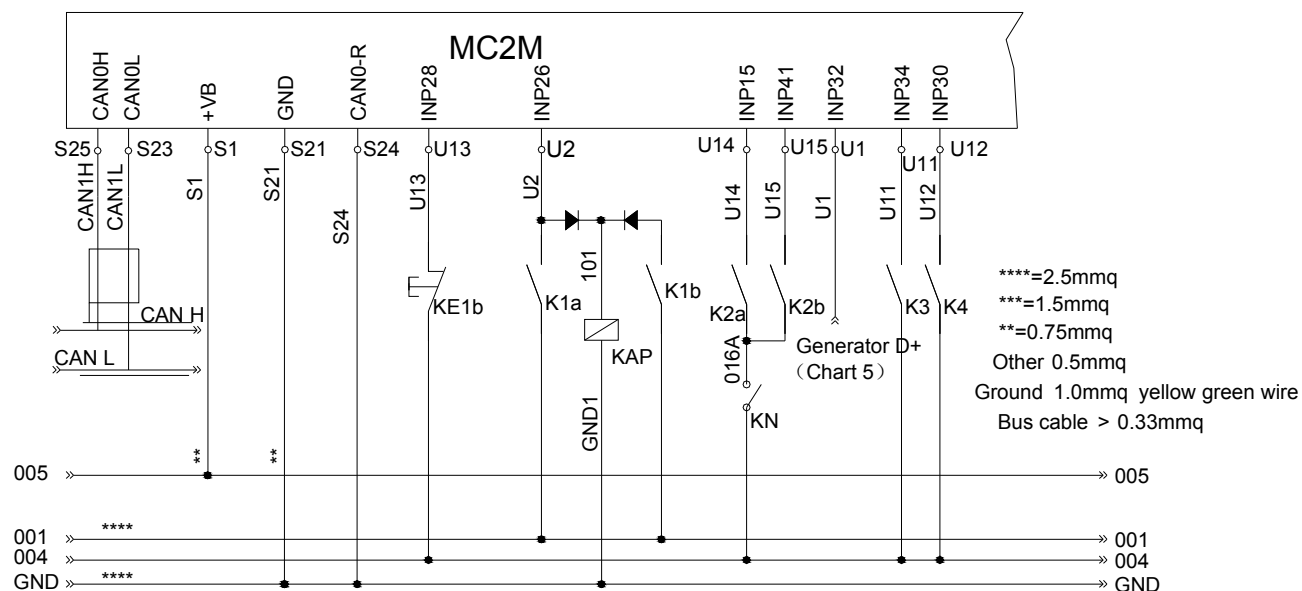 MC2M
CAN0H
CAN0L
+VB
GND
CAN0-R
INP28
INP26
INP15
INP41
INP32
INP34
INP30
S25
S23
S1
S21
S24
U13
U2
U14
U15
U1
U11
U12
CAN1H
CAN1L
S1
S21
S24
U13
U2
U14
U15
U1
U11
U12
101
KE1b
K1a
K1b
K2a
K2b
K3
K4
****=2.5mmq
***=1.5mmq
**=0.75mmq
Other 0.5mmq
Ground 1.0mmq yellow green wire
Bus cable > 0.33mmq
CAN H
CAN L
KAP
Generator D+
（Chart 5）
016A
KN
GND1
**
**
005
005
****
001
001
004
004
****
GND
GND